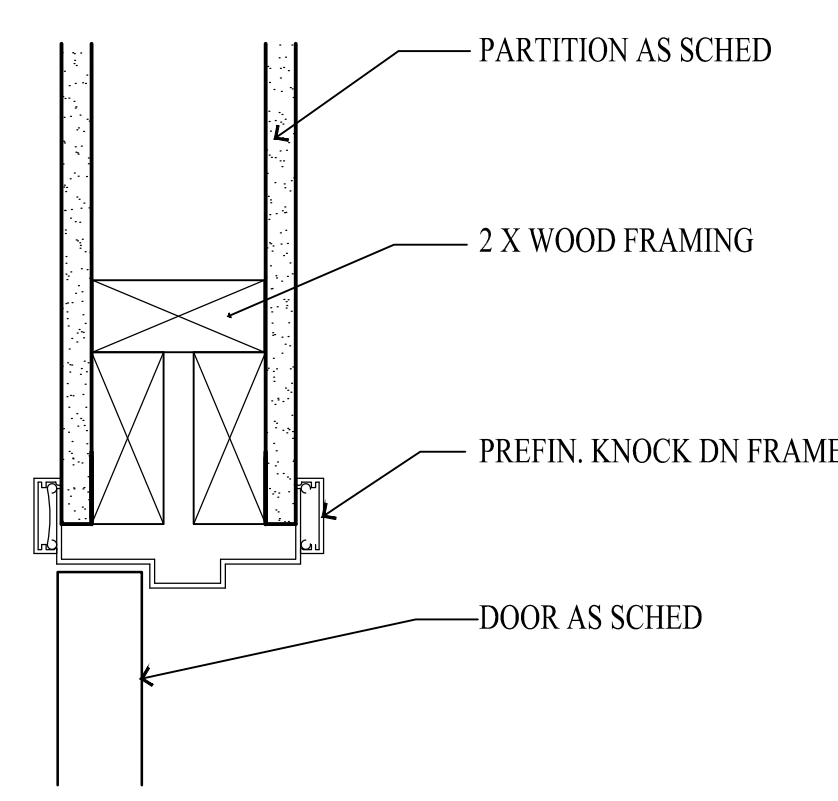 PARTITION AS SCHED
2 X WOOD FRAMING
PREFIN. KNOCK DN FRAME
DOOR AS SCHED